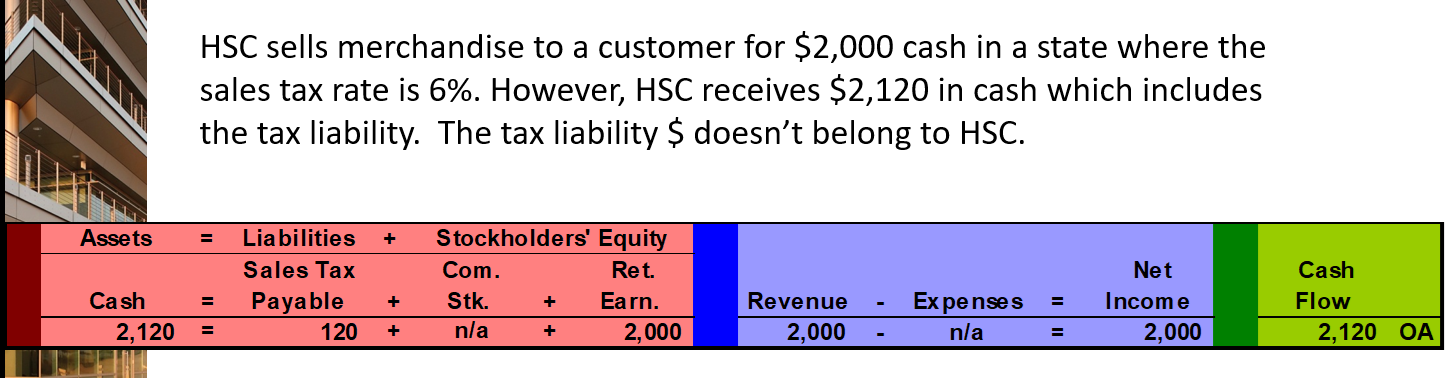 HSC sells merchandise to a customer for $2,000 cash in a state where the
sales tax rate is 6%. However, HSC receives $2,120 in cash which includes
the tax liability.  The tax liability $ doesn’t belong to HSC.
Assets = Liabilities + Stockholders' Equity
Sales Tax Com. Ret. Net Cash
Cash = Payable + Stk. + Earn. Revenue - Expenses = Income Flow
2,120 = 120 + n/a + 2,000 2,000 - n/a = 2,000 2,120 OA